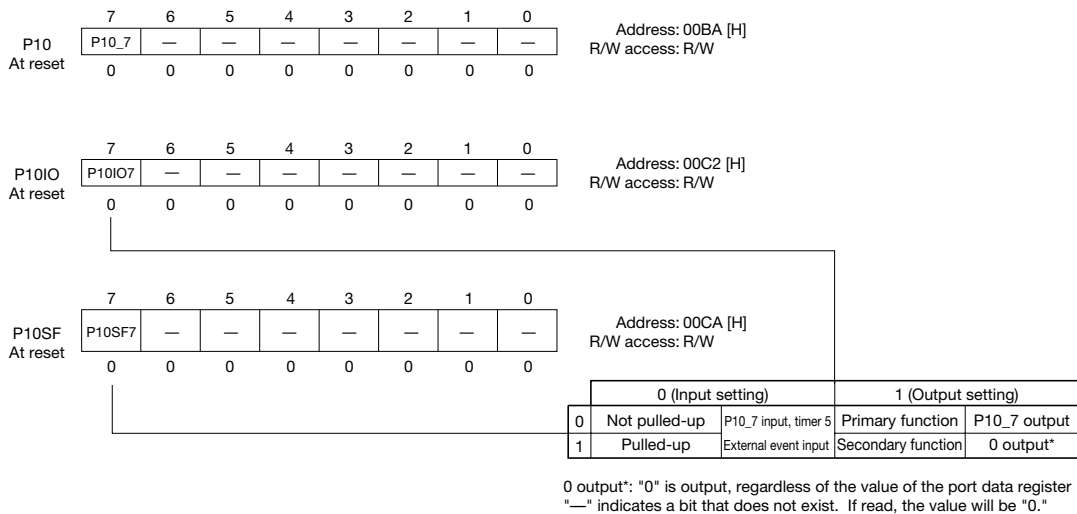 7 6 5 4 3 2 1 0
P10 P10_7 — — — — — — — Address: 00BA [H]
At reset 0 0 0 0 0 0 0 0 R/W access: R/W
7 6 5 4 3 2 1 0
P10IO P10IO7 — — — — — — — Address: 00C2 [H]
At reset 0 0 0 0 0 0 0 0 R/W access: R/W
7 6 5 4 3 2 1 0
P10SF P10SF7 — — — — — — — Address: 00CA [H]
At reset 0 0 0 0 0 0 0 0 R/W access: R/W
0 (Input setting) 1 (Output setting)
0 Not pulled-up P10_7 input, timer 5 Primary function P10_7 output
1 Pulled-up External event input Secondary function 0 output*
0 output*: "0" is output, regardless of the value of the port data register
"—" indicates a bit that does not exist. If read, the value will be "0."